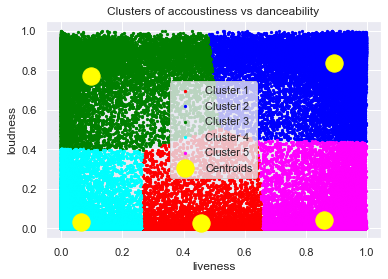 Clusters of accoustiness vs danceability
1.0
0.8
0.6
0.4
0.2
0.0
loudness
Cluster 1
Cluster 2
Cluster 3
Cluster 4
Cluster 5
Centroids
0.0 0.2 0.4 0.6 0.8 1.0
liveness